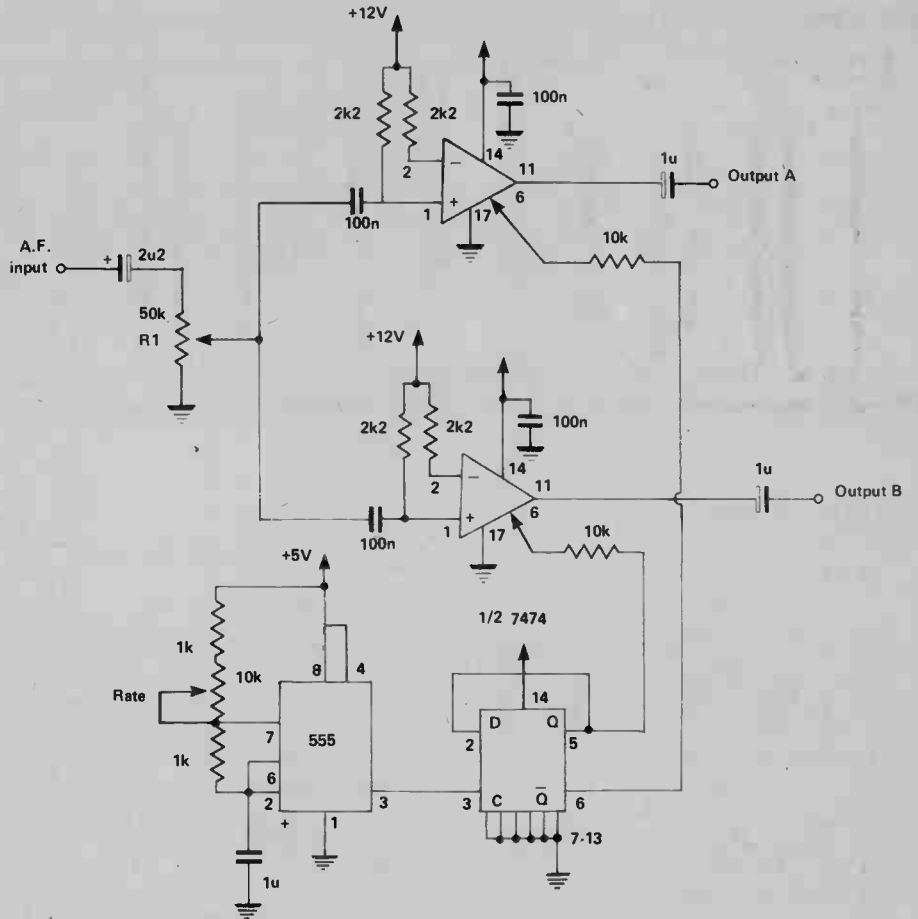 +12V
2k2
2k2
100n
14
11
1u
Output A
2
−
6
+
1
17
100n
10k
A.F.
input
+
2u2
50k
R1
+12V
2k2
2k2
100n
14
11
1u
Output B
2
−
6
+
1
17
100n
10k
+5V
1/2 7474
1k
8
4
10k
14
Rate
D
Q
7
555
2
5
1k
6
2
3
3
C
Q̅
6
+
1
7-13
1u